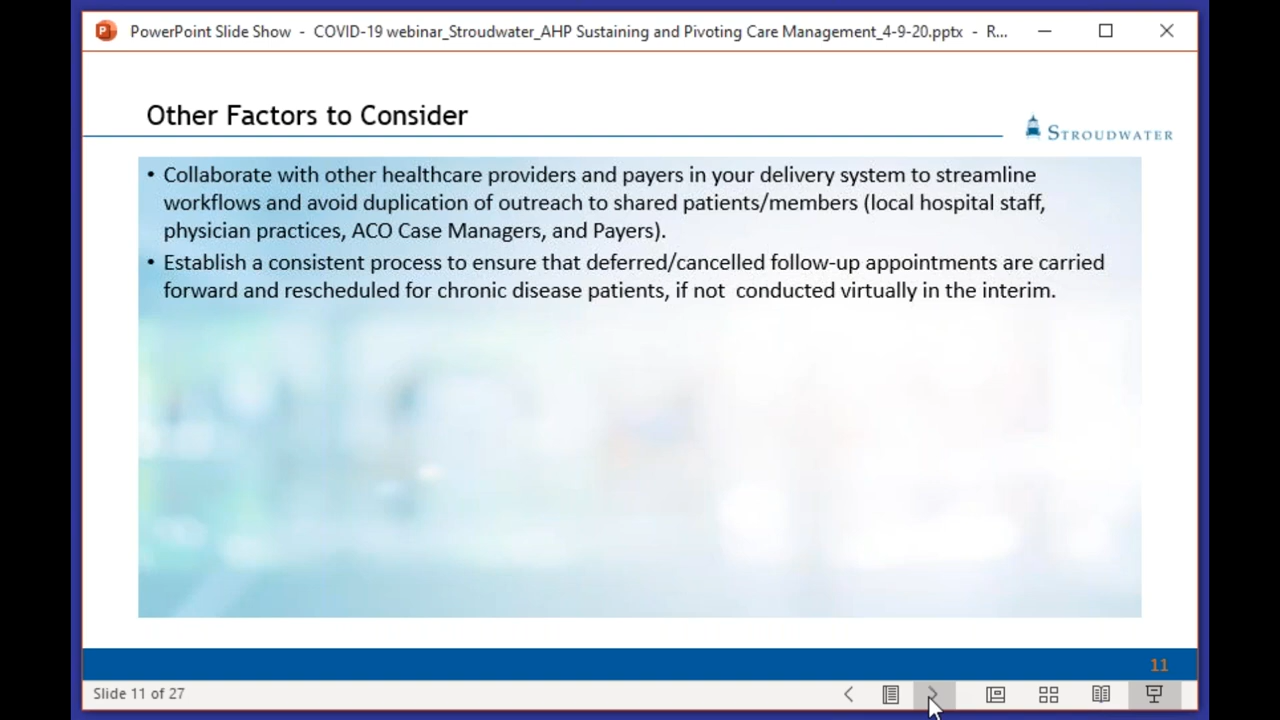 PowerPoint Slide Show - COVID-19 webinar_Stroudwater_AHP Sustaining and Pivoting Care Management_4-9-20.pptx - R...
Other Factors to Consider
STROUDWATER
• Collaborate with other healthcare providers and payers in your delivery system to streamline
workflows and avoid duplication of outreach to shared patients/members (local hospital staff,
physician practices, ACO Case Managers, and Payers).
• Establish a consistent process to ensure that deferred/cancelled follow-up appointments are carried
forward and rescheduled for chronic disease patients, if not  conducted virtually in the interim.
11
Slide 11 of 27